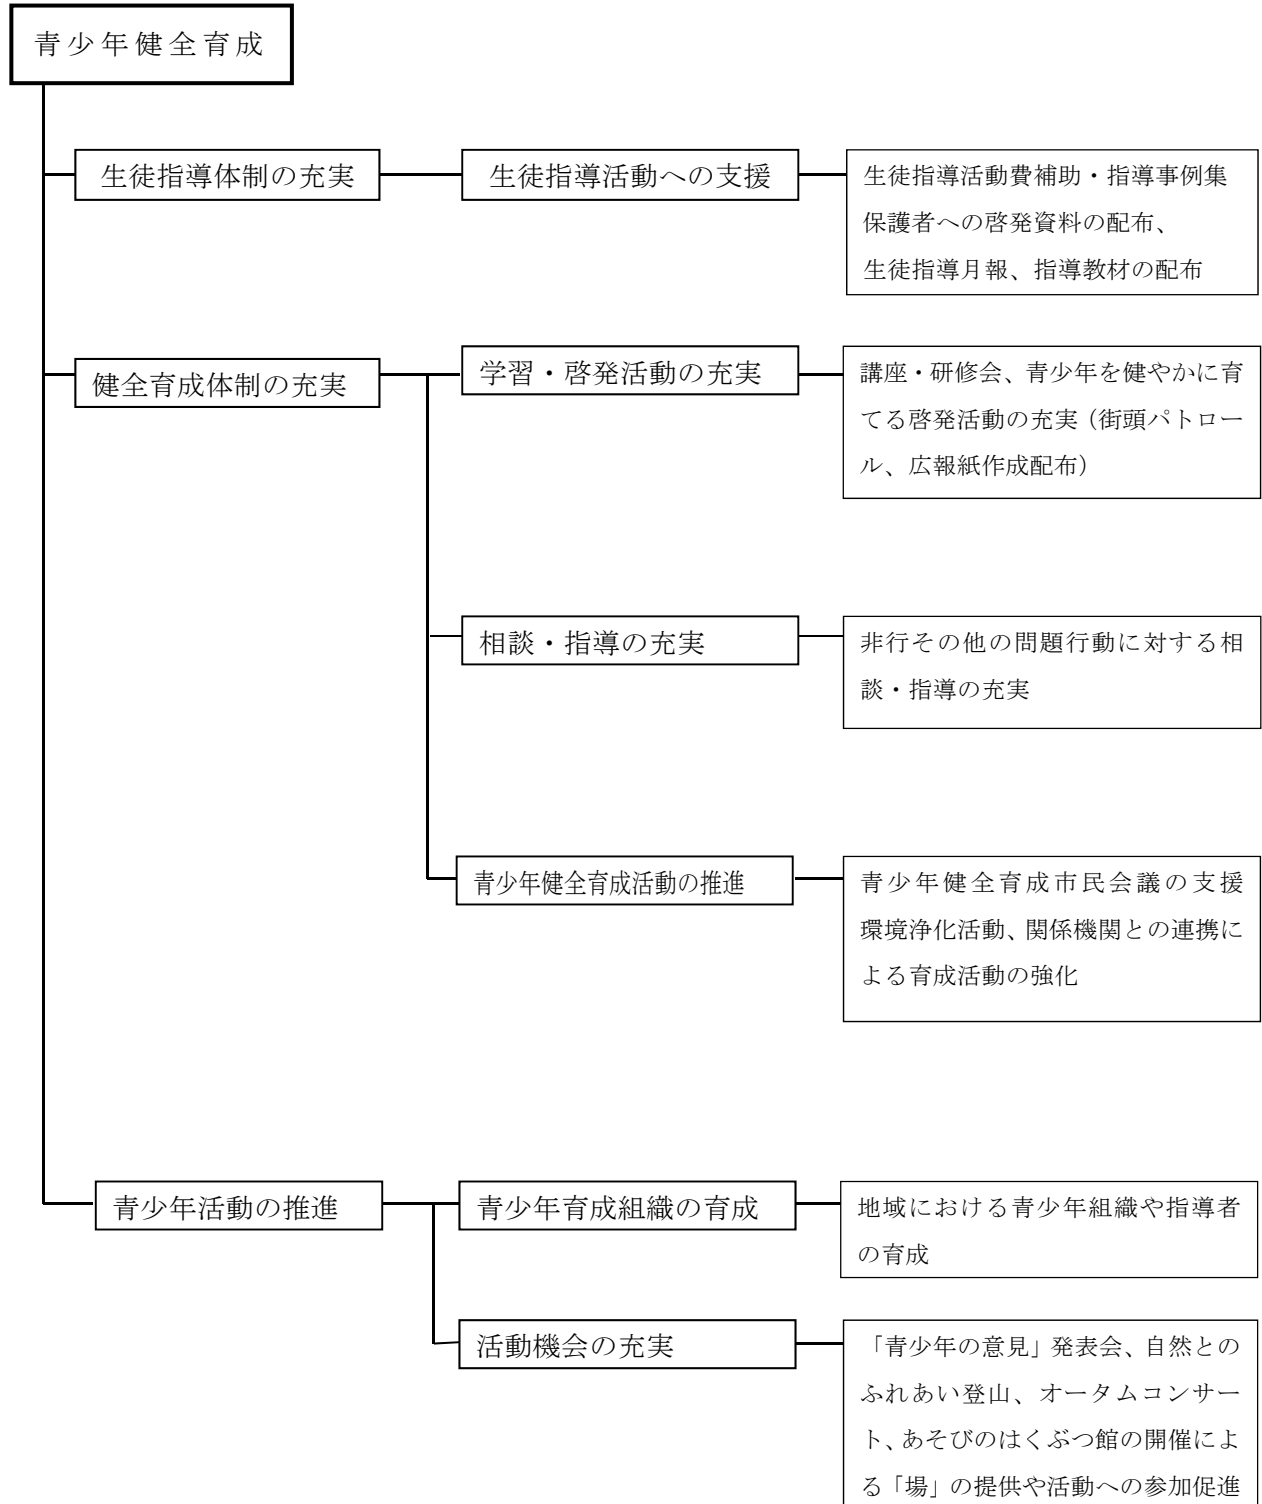 青少年健全育成
生徒指導体制の充実
生徒指導活動への支援
生徒指導活動費補助・指導事例集
保護者への啓発資料の配布、
生徒指導月報、指導教材の配布
健全育成体制の充実
学習・啓発活動の充実
講座・研修会、青少年を健やかに育
てる啓発活動の充実（街頭パトロー
ル、広報紙作成配布）
相談・指導の充実
非行その他の問題行動に対する相
談・指導の充実
青少年健全育成活動の推進
青少年健全育成市民会議の支援
環境浄化活動、関係機関との連携に
よる育成活動の強化
青少年活動の推進
青少年育成組織の育成
地域における青少年組織や指導者
の育成
活動機会の充実
「青少年の意見」発表会、自然との
ふれあい登山、オータムコンサー
ト、あそびのはくぶつ館の開催によ
る「場」の提供や活動への参加促進